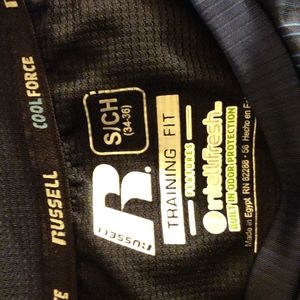 RUSSELL COOLFORCE
S/CH
(34-36)
R.
RUSSELL
TRAINING FIT
FEATURES
intellifresh
BUILT IN ODOR PROTECTION
Made in Egypt RN 82288 - 56 Hecho en